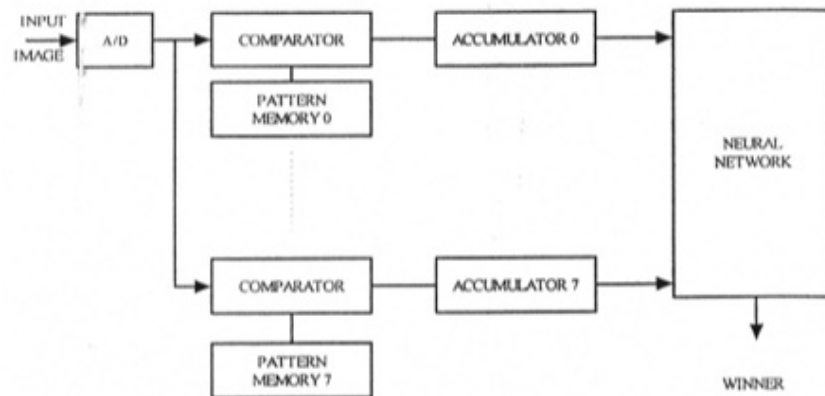 INPUT
IMAGE
A/D
COMPARATOR
ACCUMULATOR 0
PATTERN
MEMORY 0
NEURAL
NETWORK
COMPARATOR
ACCUMULATOR 7
PATTERN
MEMORY 7
WINNER